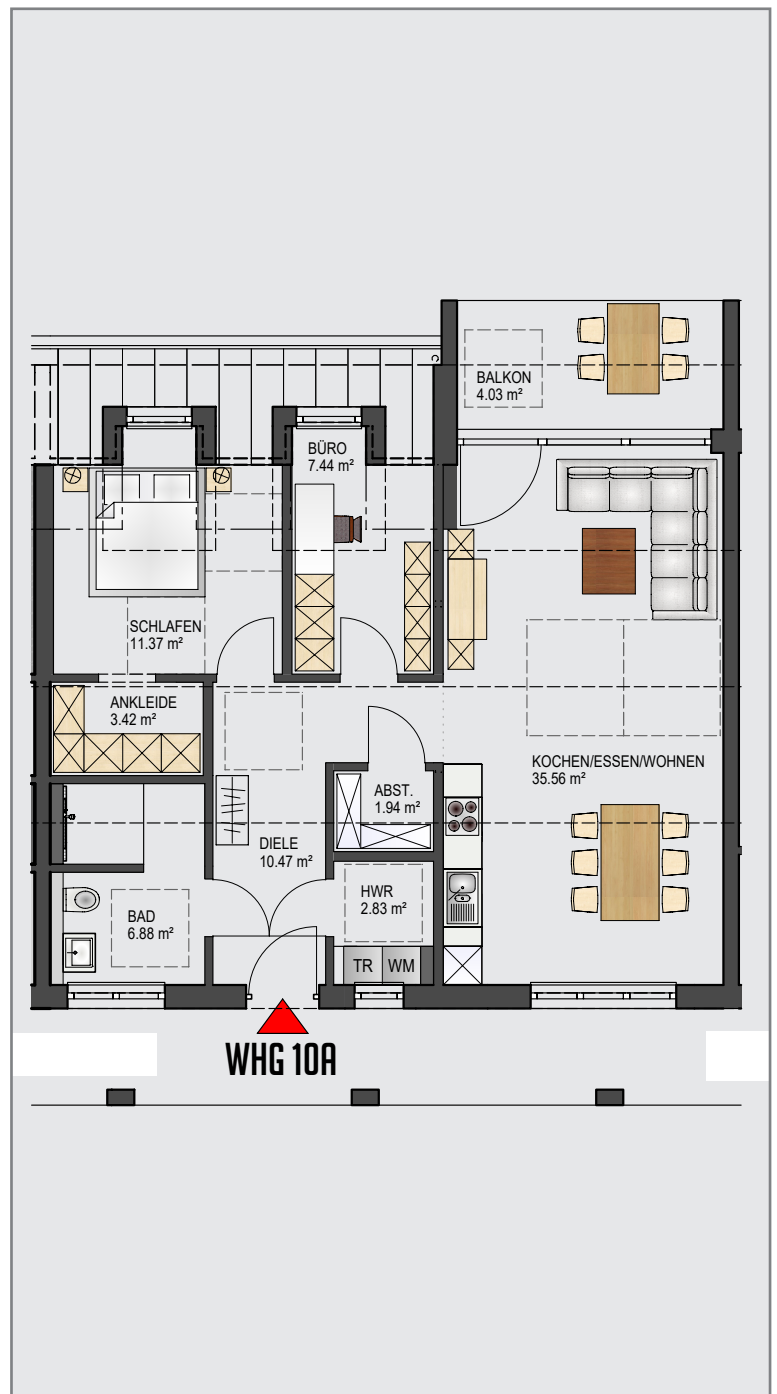 BALKON
4.03 m²
BÜRO
7.44 m²
SCHLAFEN
11.37 m²
ANKLEIDE
3.42 m²
KOCHEN/ESSEN/WOHNEN
35.56 m²
ABST.
1.94 m²
DIELE
10.47 m²
HWR
2.83 m²
BAD
6.88 m²
TR
WM
WHG 10A